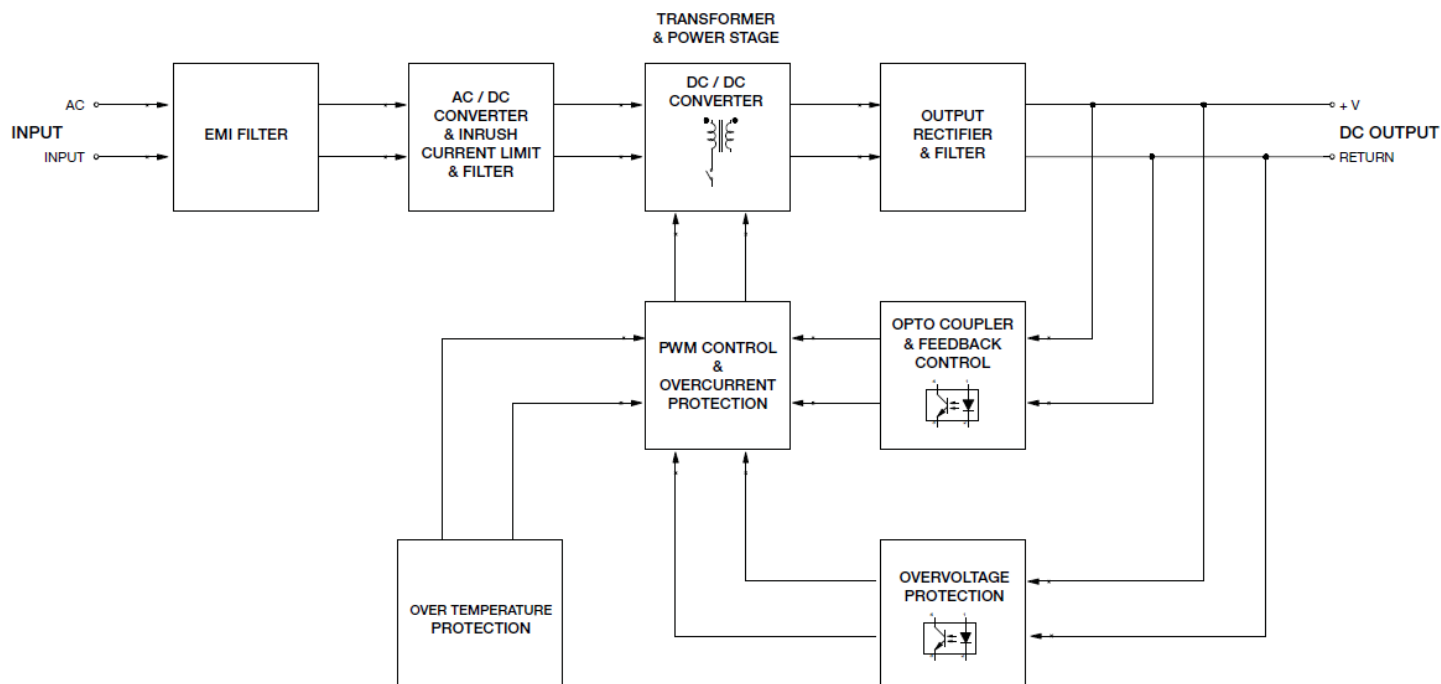 TRANSFORMER
& POWER STAGE
AC
INPUT
INPUT
EMI FILTER
AC / DC
CONVERTER
& INRUSH
CURRENT LIMIT
& FILTER
DC / DC
CONVERTER
OUTPUT
RECTIFIER
& FILTER
+ V
DC OUTPUT
RETURN
PWM CONTROL
&
OVERCURRENT
PROTECTION
OPTO COUPLER
& FEEDBACK
CONTROL
OVER TEMPERATURE
PROTECTION
OVERVOLTAGE
PROTECTION